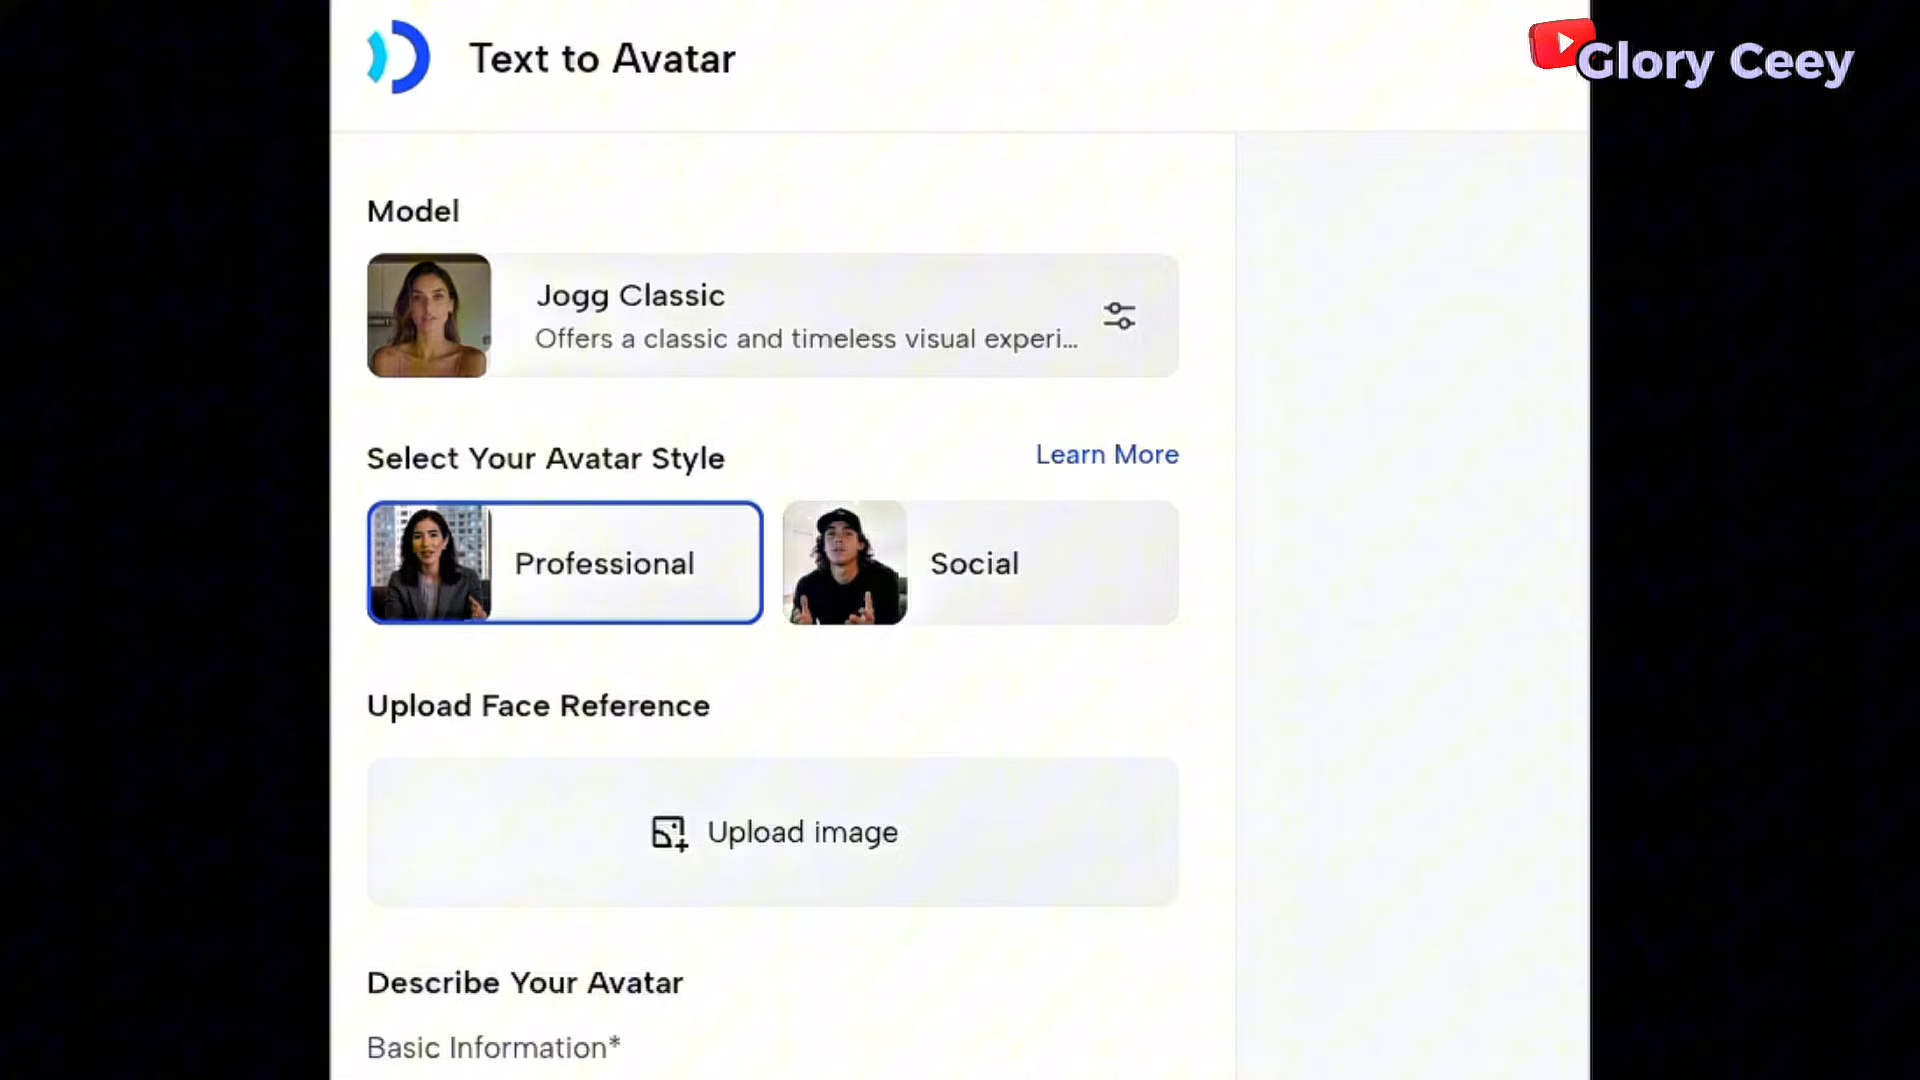 Text to Avatar
Glory Ceey
Model
Jogg Classic
Offers a classic and timeless visual experi...
Select Your Avatar Style
Learn More
Professional
Social
Upload Face Reference
Upload image
Describe Your Avatar
Basic Information*